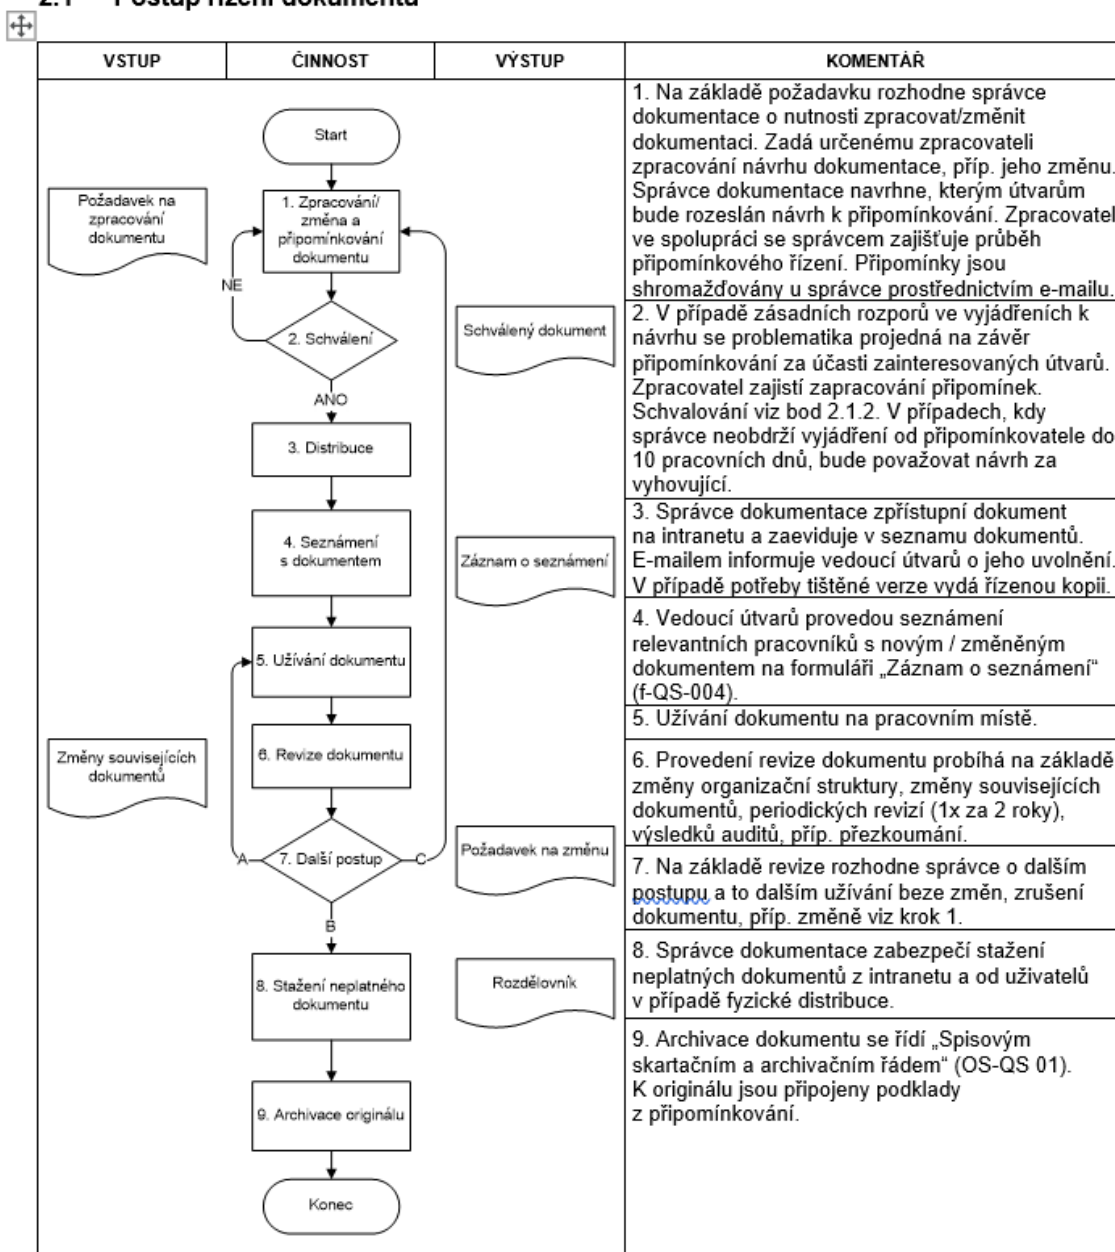 2.1 Postup řízení dokumentů
VSTUP
ČINNOST
VÝSTUP
KOMENTÁŘ
Start
Požadavek na
zpracování
dokumentu
1. Zpracování/
změna a
připomínkování
dokumentu
NE
2. Schválení
Schválený dokument
ANO
3. Distribuce
4. Seznámení
s dokumentem
Záznam o seznámení
5. Užívání dokumentu
Změny souvisejících
dokumentů
6. Revize dokumentu
A
7. Další postup
C
Požadavek na změnu
B
8. Stažení neplatného
dokumentu
Rozdělovník
9. Archivace originálu
Konec
1. Na základě požadavku rozhodne správce
dokumentace o nutnosti zpracovat/změnit
dokumentaci. Zadá určenému zpracovateli
zpracování návrhu dokumentace, příp. jeho změnu.
Správce dokumentace navrhne, kterým útvarům
bude rozeslán návrh k připomínkování. Zpracovatel
ve spolupráci se správcem zajišťuje průběh
připomínkového řízení. Připomínky jsou
shromažďovány u správce prostřednictvím e-mailu.
2. V případě zásadních rozporů ve vyjádřeních k
návrhu se problematika projedná na závěr
připomínkování za účasti zainteresovaných útvarů.
Zpracovatel zajistí zapracování připomínek.
Schvalování viz bod 2.1.2. V případech, kdy
správce neobdrží vyjádření od připomínkovatele do
10 pracovních dnů, bude považovat návrh za
vyhovující.
3. Správce dokumentace zpřístupní dokument
na intranetu a zaeviduje v seznamu dokumentů.
E-mailem informuje vedoucí útvarů o jeho uvolnění.
V případě potřeby tištěné verze vydá řízenou kopii.
4. Vedoucí útvarů provedou seznámení
relevantních pracovníků s novým / změněným
dokumentem na formuláři „Záznam o seznámení“
(f-QS-004).
5. Užívání dokumentu na pracovním místě.
6. Provedení revize dokumentu probíhá na základě
změny organizační struktury, změny souvisejících
dokumentů, periodických revizí (1x za 2 roky),
výsledků auditů, příp. přezkoumání.
7. Na základě revize rozhodne správce o dalším
postupu a to dalším užívání beze změn, zrušení
dokumentu, příp. změně viz krok 1.
8. Správce dokumentace zabezpečí stažení
neplatných dokumentů z intranetu a od uživatelů
v případě fyzické distribuce.
9. Archivace dokumentu se řídí „Spisovým
skartačním a archivačním řádem“ (OS-QS 01).
K originálu jsou připojeny podklady
z připomínkování.